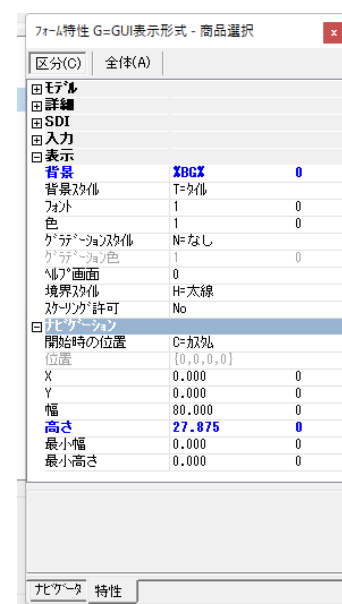 ﾌｫｰﾑ特性 G=GUI表示形式 - 商品選択 x
区分(C) 全体(A)
ﾓﾃﾞﾙ
詳細
SDI
入力
表示
背景 %BG% 0
背景ｽﾀｲﾙ T=ﾀｲﾙ
ﾌｫﾝﾄ 1 0
色 1 0
ｸﾞﾗﾃﾞｰｼｮﾝｽﾀｲﾙ N=なし
ｸﾞﾗﾃﾞｰｼｮﾝ色 1 0
ﾍﾙﾌﾟ画面 0
境界ｽﾀｲﾙ H=太線
ｽｹｰﾘﾝｸﾞ許可 No
ﾅﾋﾞｹﾞｰｼｮﾝ
開始時の位置 C=ｶｽﾀﾑ
位置 {0,0,0,0}
X 0.000 0
Y 0.000 0
幅 80.000 0
高さ 27.875 0
最小幅 0.000 0
最小高さ 0.000 0
ﾅﾋﾞｹﾞｰﾀ 特性